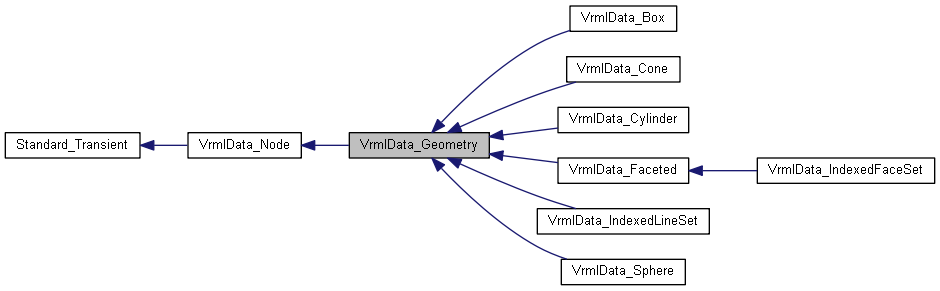 VrmlData_Box
VrmlData_Cone
VrmlData_Cylinder
Standard_Transient
VrmlData_Node
VrmlData_Geometry
VrmlData_Faceted
VrmlData_IndexedFaceSet
VrmlData_IndexedLineSet
VrmlData_Sphere